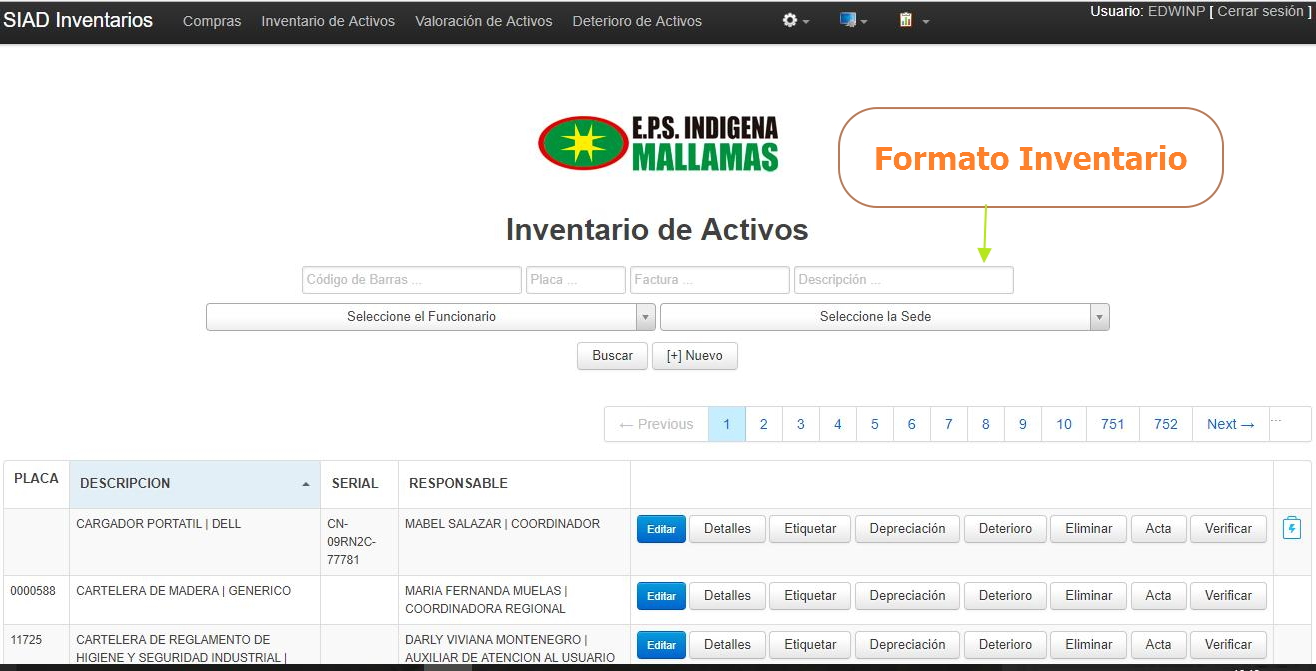 SIAD Inventarios Compras Inventario de Activos Valoración de Activos Deterioro de Activos Usuario: EDWINP [ Cerrar sesión ]
E.P.S. INDIGENA
MALLAMAS
Formato Inventario
Inventario de Activos
Código de Barras ... Placa ... Factura ... Descripción ...
Seleccione el Funcionario Seleccione la Sede
Buscar [+] Nuevo
← Previous 1 2 3 4 5 6 7 8 9 10 751 752 Next → ...
PLACA DESCRIPCION SERIAL RESPONSABLE
CARGADOR PORTATIL | DELL CN- MABEL SALAZAR | COORDINADOR Editar Detalles Etiquetar Depreciación Deterioro Eliminar Acta Verificar
09RN2C-
77781
0000588 CARTELERA DE MADERA | GENERICO MARIA FERNANDA MUELAS | Editar Detalles Etiquetar Depreciación Deterioro Eliminar Acta Verificar
COORDINADORA REGIONAL
11725 CARTELERA DE REGLAMENTO DE DARLY VIVIANA MONTENEGRO | Editar Detalles Etiquetar Depreciación Deterioro Eliminar Acta Verificar
HIGIENE Y SEGURIDAD INDUSTRIAL | AUXILIAR DE ATENCION AL USUARIO